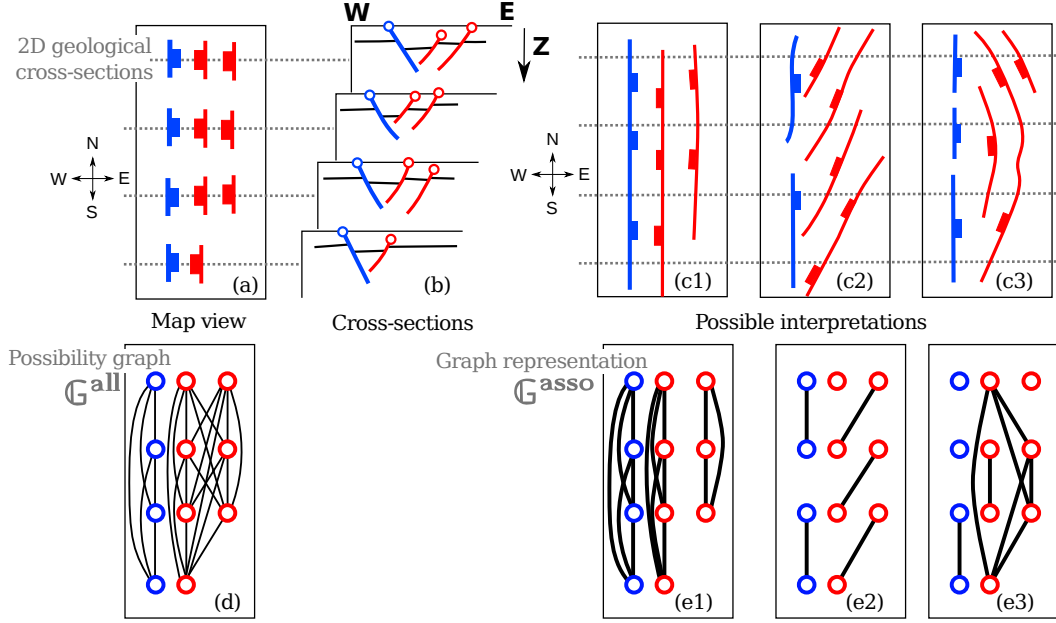 2D geological
cross-sections
W
E
Z
N
W
E
S
(a)
(b)
N
W
E
S
(c1)
(c2)
(c3)
Map view
Cross-sections
Possible interpretations
Possibility graph
𝔾all
Graph representation
𝔾asso
(d)
(e1)
(e2)
(e3)